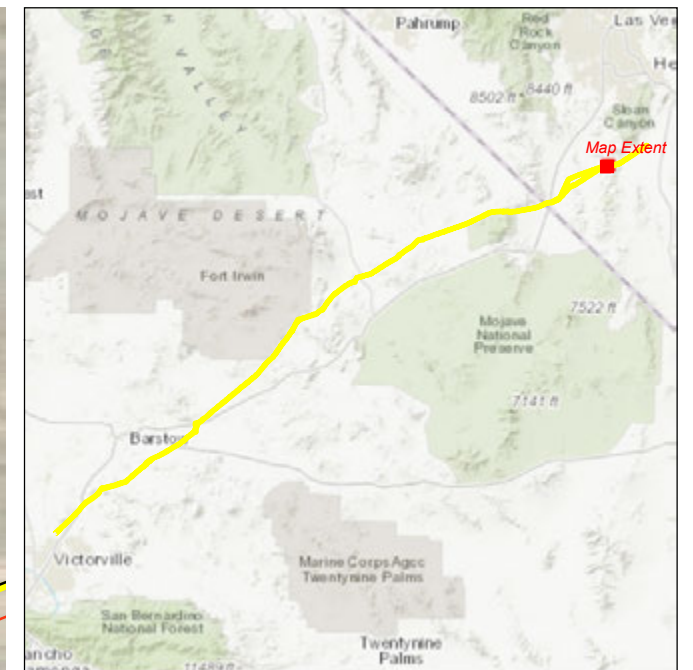 Pahrump
Red
Rock
Canyon
Las Veg
He
VALLEY
8502 ft
8440 ft
Sloan
Canyon
Map Extent
MOJAVE DESERT
Fort Irwin
7522 ft
Mojave
National
Preserve
7141 ft
Barstow
Victorville
Marine Corps Agcc
Twentynine Palms
San Bernardino
National Forest
Twentynine
Palms
ancho